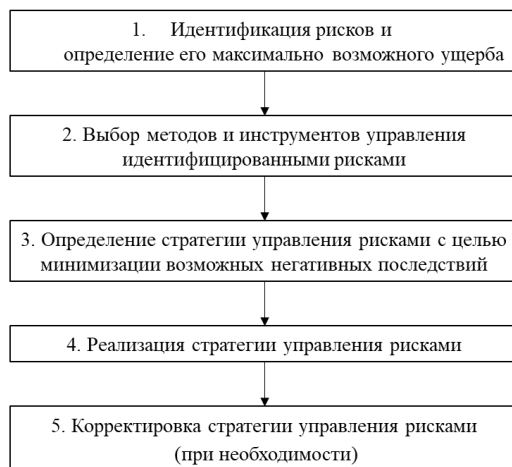 1. Идентификация рисков и
определение его максимально возможного ущерба
2. Выбор методов и инструментов управления
идентифицированными рисками
3. Определение стратегии управления рисками с целью
минимизации возможных негативных последствий
4. Реализация стратегии управления рисками
5. Корректировка стратегии управления рисками
(при необходимости)